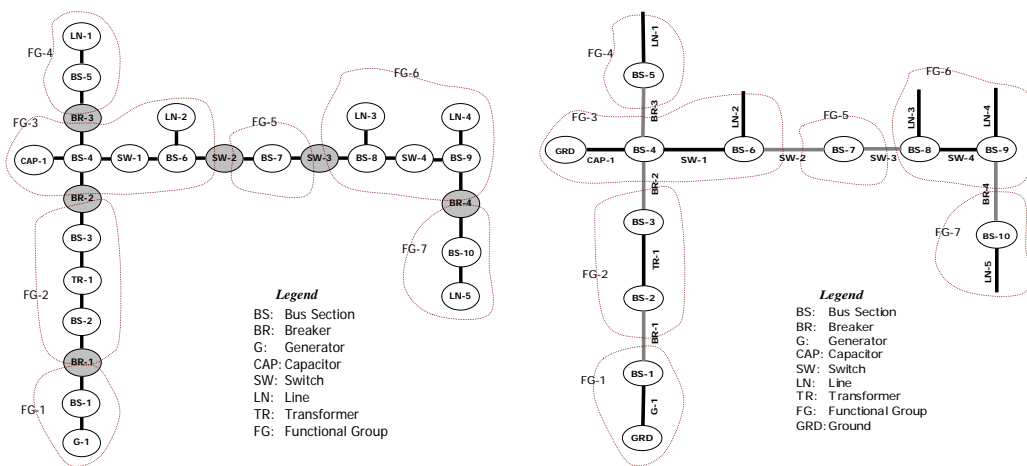 LN-1
FG-4
BS-5
FG-6
BR-3
FG-3
LN-2
LN-3
LN-4
FG-5
CAP-1
BS-4
SW-1
BS-6
SW-2
BS-7
SW-3
BS-8
SW-4
BS-9
BR-2
BR-4
BS-3
FG-7
BS-10
TR-1
FG-2
LN-5
BS-2
BR-1
FG-1
BS-1
G-1
Legend
BS: Bus Section
BR: Breaker
G: Generator
CAP: Capacitor
SW: Switch
LN: Line
TR: Transformer
FG: Functional Group
LN-1
FG-4
BS-5
FG-6
BR-3
FG-3
LN-2
LN-3
LN-4
FG-5
GRD
CAP-1
BS-4
SW-1
BS-6
SW-2
BS-7
SW-3
BS-8
SW-4
BS-9
BR-2
BR-4
BS-3
FG-7
BS-10
TR-1
FG-2
LN-5
BS-2
BR-1
FG-1
BS-1
G-1
GRD
Legend
BS: Bus Section
BR: Breaker
G: Generator
CAP: Capacitor
SW: Switch
LN: Line
TR: Transformer
FG: Functional Group
GRD: Ground